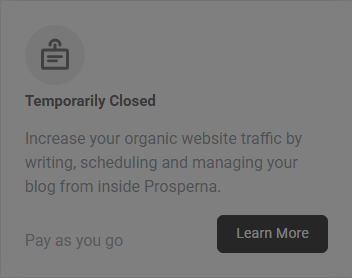 Temporarily Closed
Increase your organic website traffic by
writing, scheduling and managing your
blog from inside Prosperna.
Pay as you go
Learn More